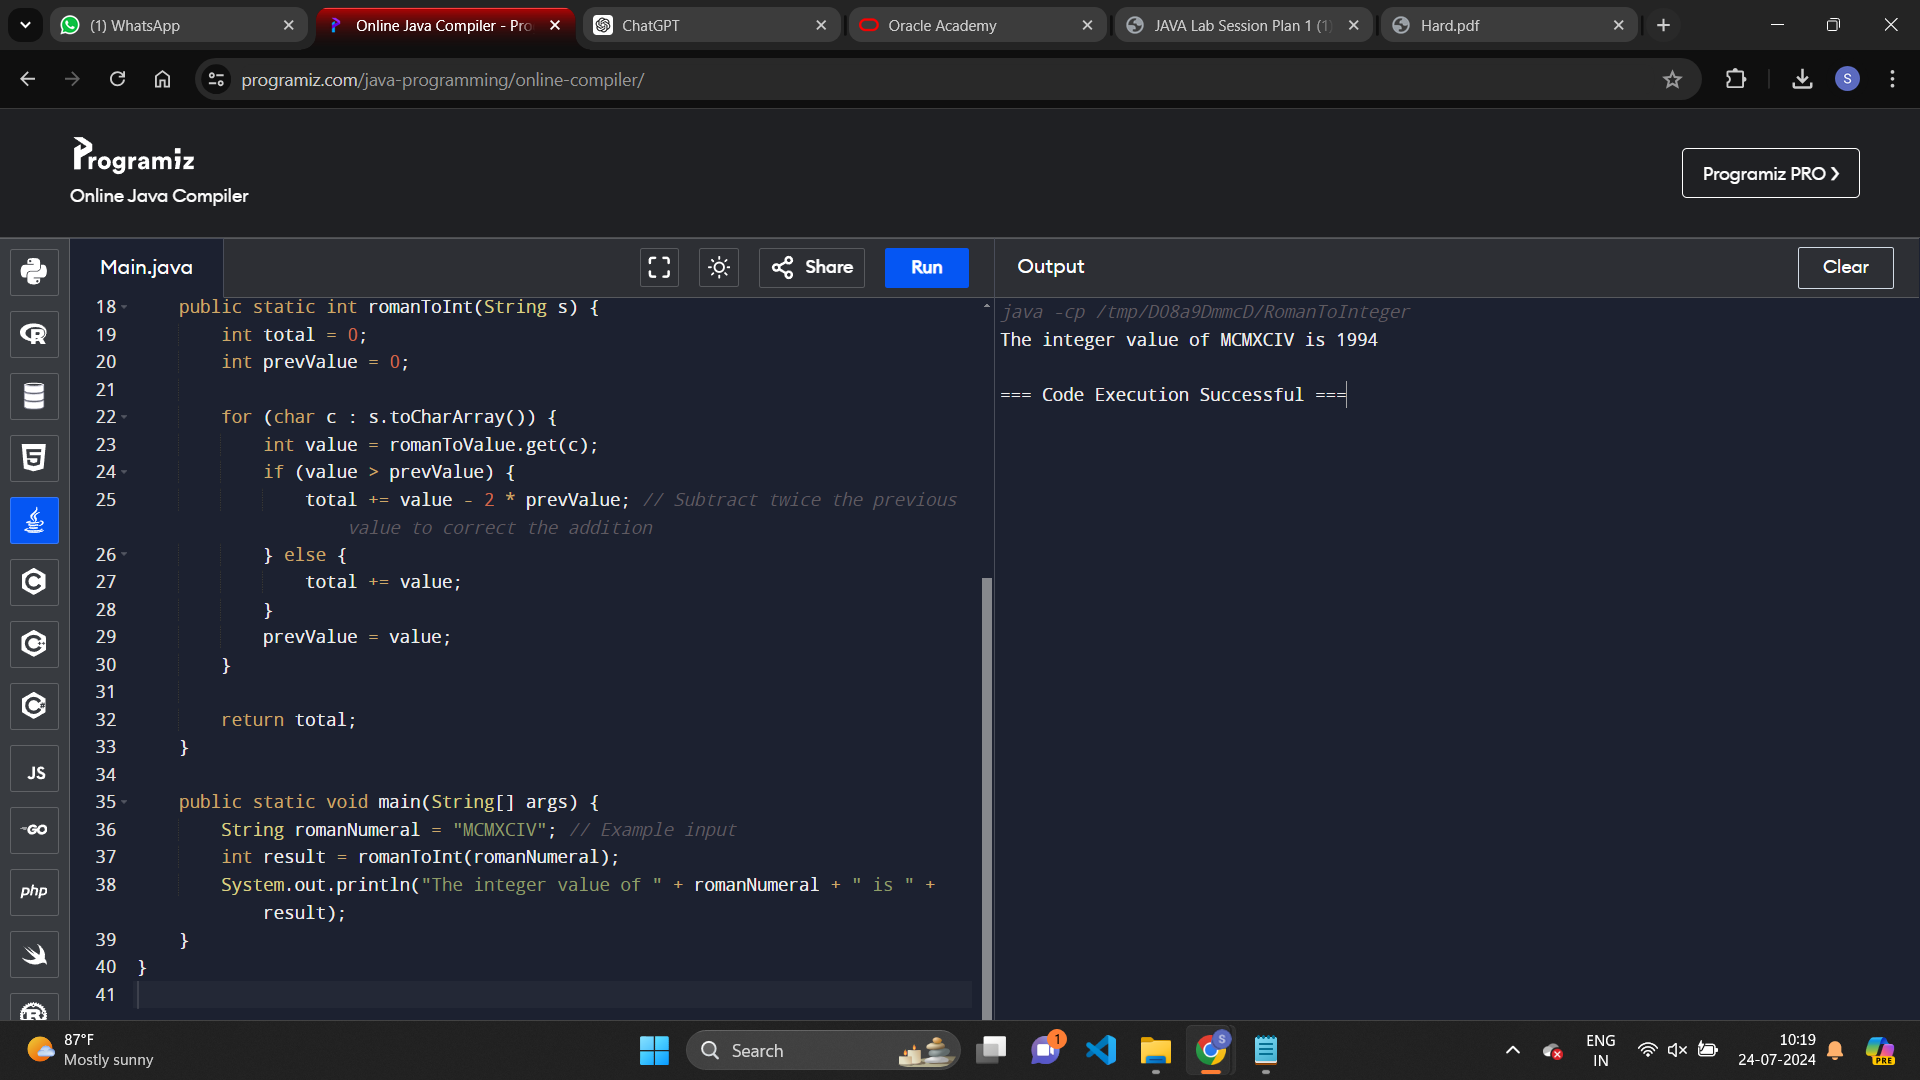 (1) WhatsApp
Online Java Compiler - Pro
ChatGPT
Oracle Academy
JAVA Lab Session Plan 1 (1)
Hard.pdf
programiz.com/java-programming/online-compiler/
S
Programiz
Online Java Compiler
Programiz PRO
Main.java
Share
Run
Output
Clear
18 public static int romanToInt(String s) {
19 int total = 0;
20 int prevValue = 0;
21
22 for (char c : s.toCharArray()) {
23 int value = romanToValue.get(c);
24 if (value > prevValue) {
25 total += value - 2 * prevValue; // Subtract twice the previous
value to correct the addition
26 } else {
27 total += value;
28 }
29 prevValue = value;
30 }
31
32 return total;
33 }
34
35 public static void main(String[] args) {
36 String romanNumeral = "MCMXCIV"; // Example input
37 int result = romanToInt(romanNumeral);
38 System.out.println("The integer value of " + romanNumeral + " is " +
result);
39 }
40 }
41
java -cp /tmp/DO8a9DmmcD/RomanToInteger
The integer value of MCMXCIV is 1994
=== Code Execution Successful ===
R
5
C
C
C
JS
GO
php
R
87°F
Mostly sunny
Search
1
S
ENG
IN
10:19
24-07-2024
PRE